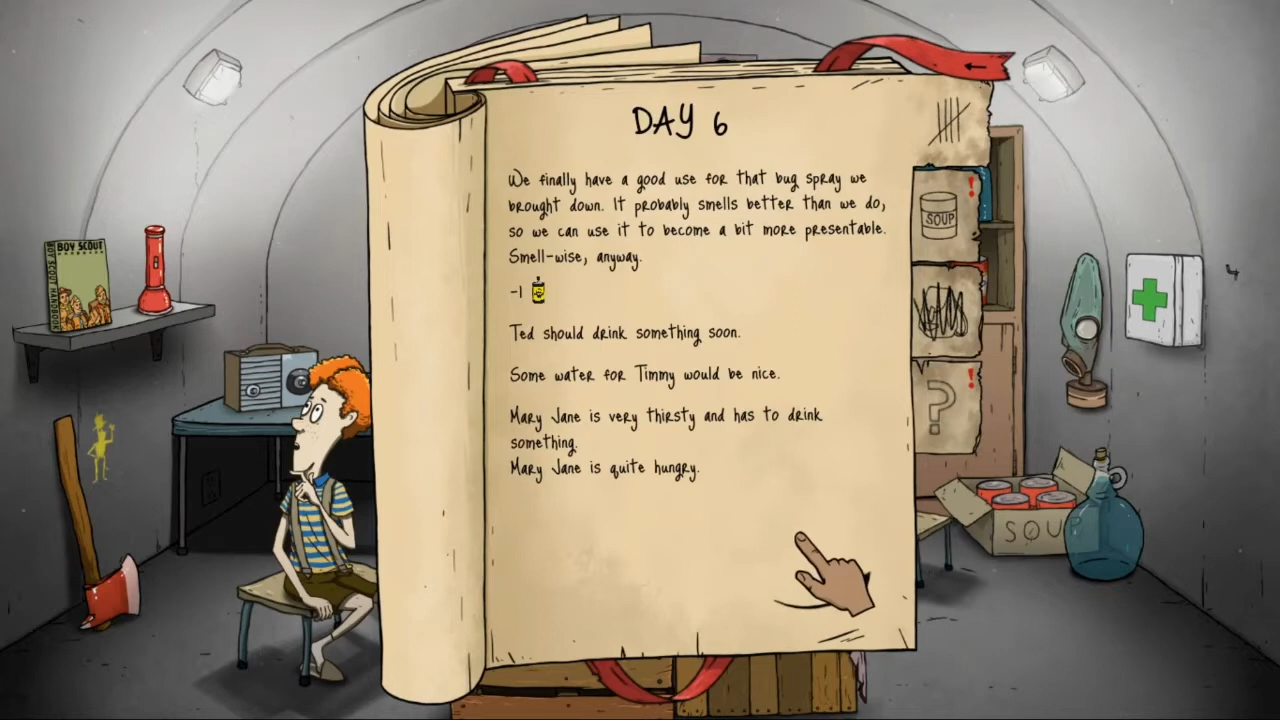 DAY 6
We finally have a good use for that bug spray we
brought down. It probably smells better than we do,
so we can use it to become a bit more presentable.
Smell-wise, anyway.
-1
Ted should drink something soon.
Some water for Timmy would be nice.
Mary Jane is very thirsty and has to drink
something.
Mary Jane is quite hungry.
BOY SCOUT
BOY SCOUT HANDBOOK
SOUP
!
?
!
SOUP